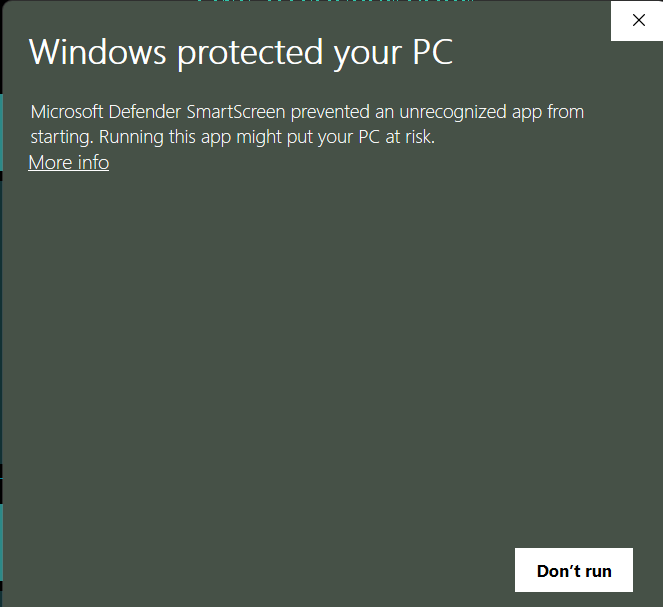 Windows protected your PC
Microsoft Defender SmartScreen prevented an unrecognized app from
starting. Running this app might put your PC at risk.
More info
Don't run